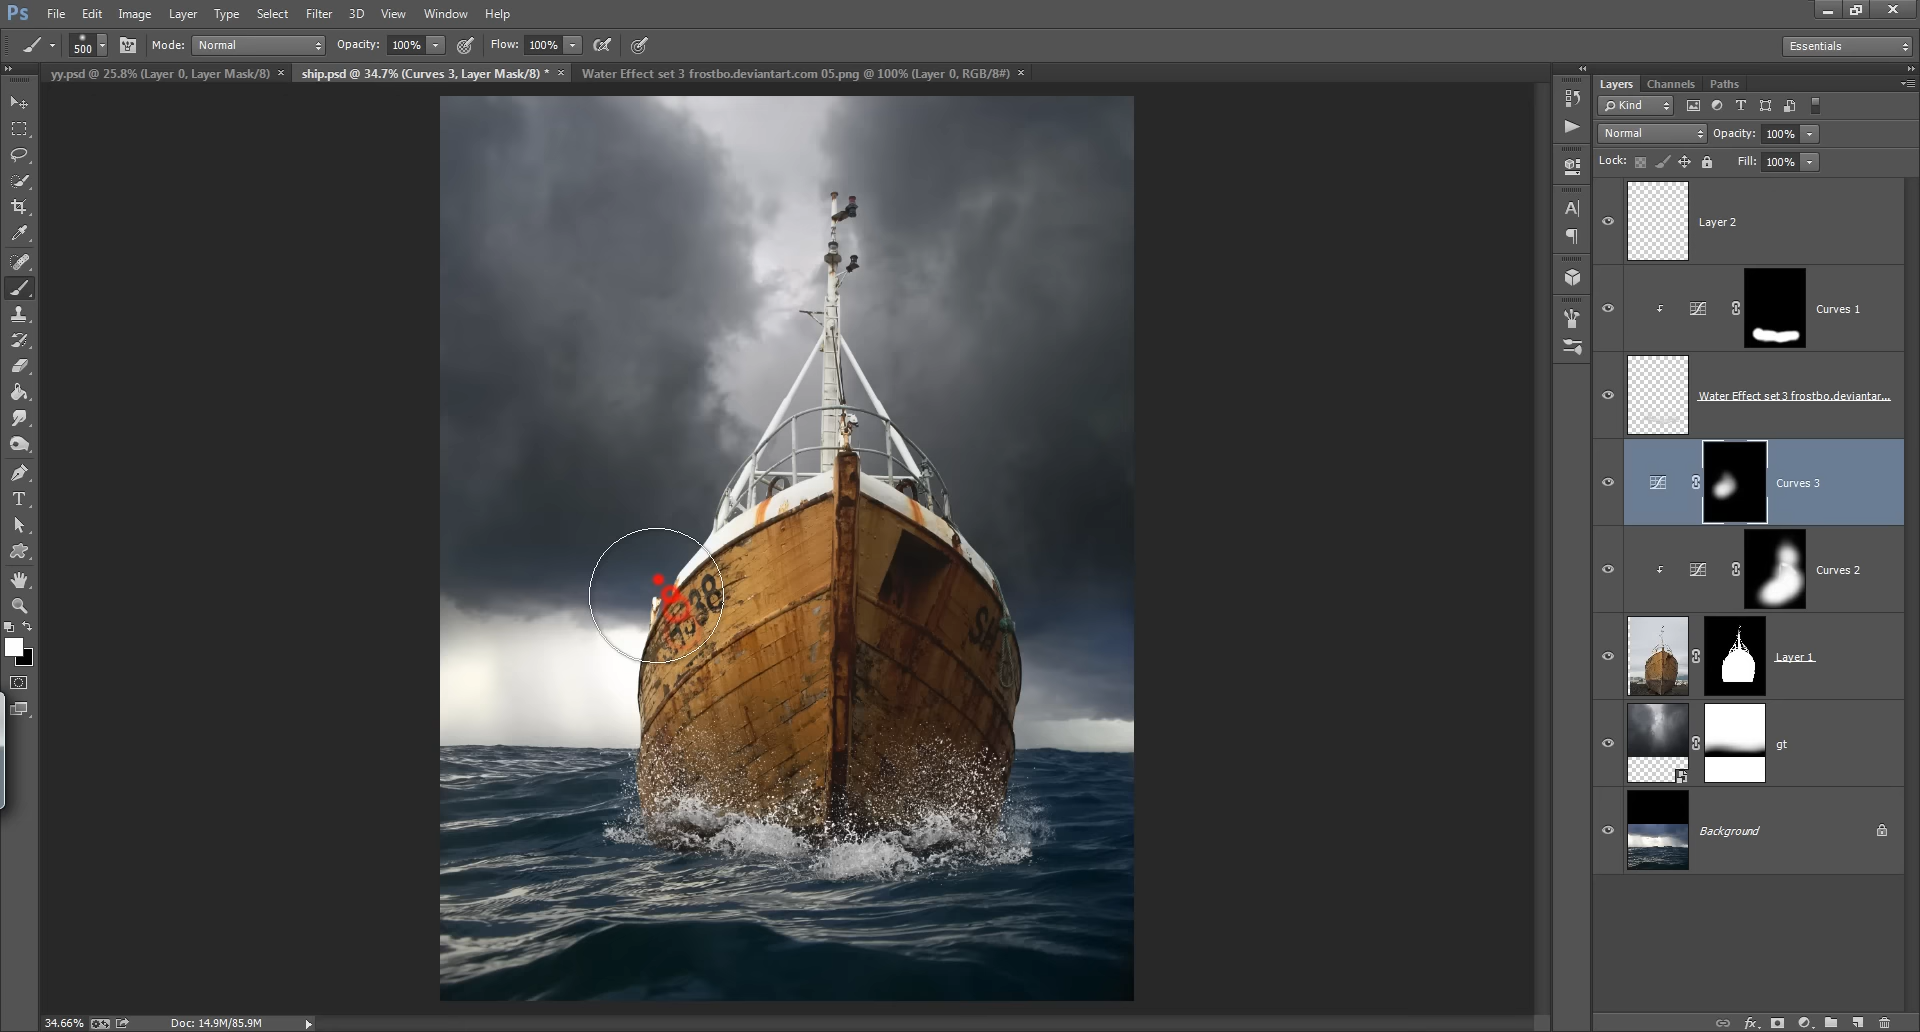 Ps File Edit Image Layer Type Select Filter 3D View Window Help
500 Mode: Normal Opacity: 100% Flow: 100% Essentials
yy.psd @ 25.8% (Layer 0, Layer Mask/8) × ship.psd @ 34.7% (Curves 3, Layer Mask/8) * × Water Effect set 3 frostbo.deviantart.com 05.png @ 100% (Layer 0, RGB/8#) ×
Layers Channels Paths
Kind
Normal Opacity: 100%
Lock: Fill: 100%
Layer 2
Curves 1
Water Effect set 3 frostbo.deviantar...
Curves 3
Curves 2
Layer 1
gt
Background
38
SA
34.66% Doc: 14.9M/85.9M